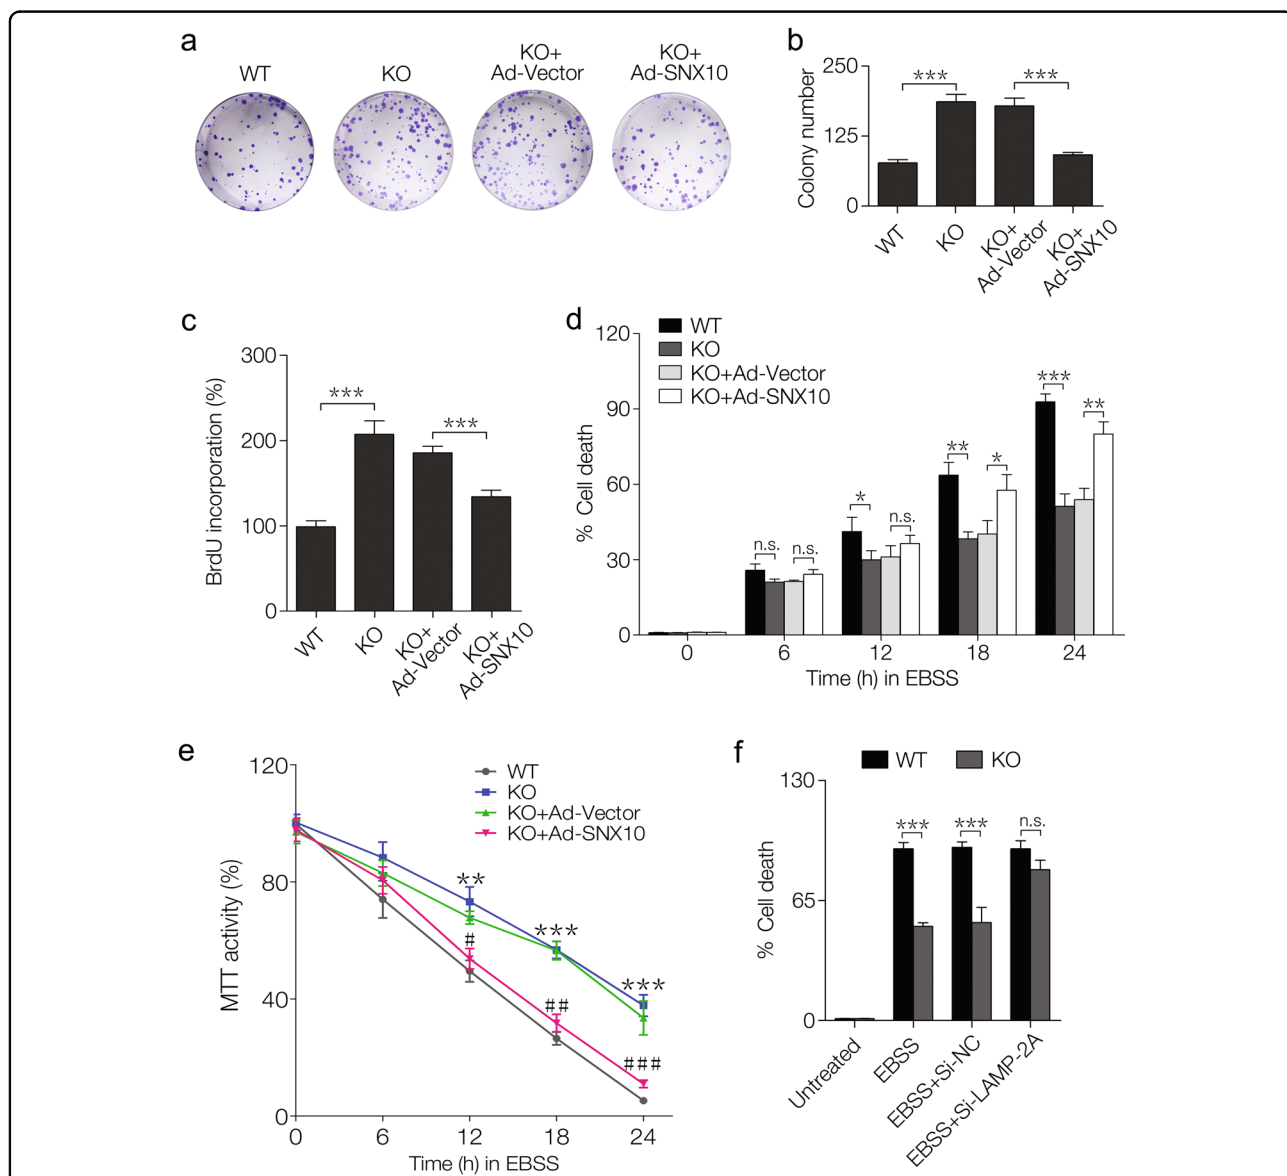 a
WT
KO
KO+
Ad-Vector
KO+
Ad-SNX10
b
Colony number
250
125
0
***
***
WT
KO
KO+
Ad-Vector
KO+
Ad-SNX10
c
BrdU incorporation (%)
300
200
100
0
***
***
WT
KO
KO+
Ad-Vector
KO+
Ad-SNX10
d
% Cell death
120
90
60
30
0
WT
KO
KO+Ad-Vector
KO+Ad-SNX10
n.s.
n.s.
*
n.s.
**
*
***
**
0
6
12
18
24
Time (h) in EBSS
e
MTT activity (%)
120
80
40
0
WT
KO
KO+Ad-Vector
KO+Ad-SNX10
**
***
***
#
##
###
0
6
12
18
24
Time (h) in EBSS
f
WT
KO
% Cell death
130
65
0
***
***
n.s.
Untreated
EBSS
EBSS+Si-NC
EBSS+Si-LAMP-2A